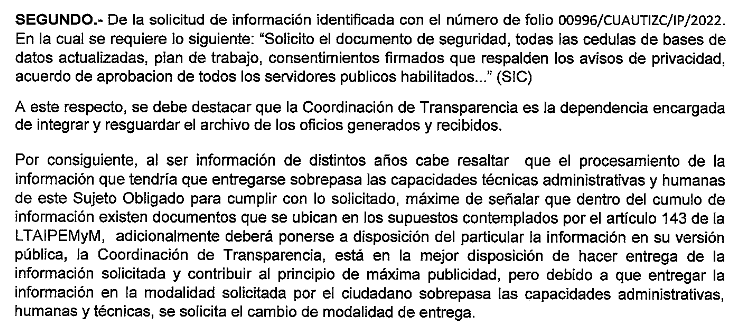 SEGUNDO.- De la solicitud de información identificada con el número de folio 00996/CUAUTIZC/IP/2022.
En la cual se requiere lo siguiente: “Solicito el documento de seguridad, todas las cedulas de bases de
datos actualizadas, plan de trabajo, consentimientos firmados que respalden los avisos de privacidad,
acuerdo de aprobacion de todos los servidores publicos habilitados...” (SIC)
A este respecto, se debe destacar que la Coordinación de Transparencia es la dependencia encargada
de integrar y resguardar el archivo de los oficios generados y recibidos.
Por consiguiente, al ser información de distintos años cabe resaltar que el procesamiento de la
información que tendría que entregarse sobrepasa las capacidades técnicas administrativas y humanas
de este Sujeto Obligado para cumplir con lo solicitado, máxime de señalar que dentro del cumulo de
información existen documentos que se ubican en los supuestos contemplados por el artículo 143 de la
LTAIPEMyM, adicionalmente deberá ponerse a disposición del particular la información en su versión
pública, la Coordinación de Transparencia, está en la mejor disposición de hacer entrega de la
información solicitada y contribuir al principio de máxima publicidad, pero debido a que entregar la
información en la modalidad solicitada por el ciudadano sobrepasa las capacidades administrativas,
humanas y técnicas, se solicita el cambio de modalidad de entrega.